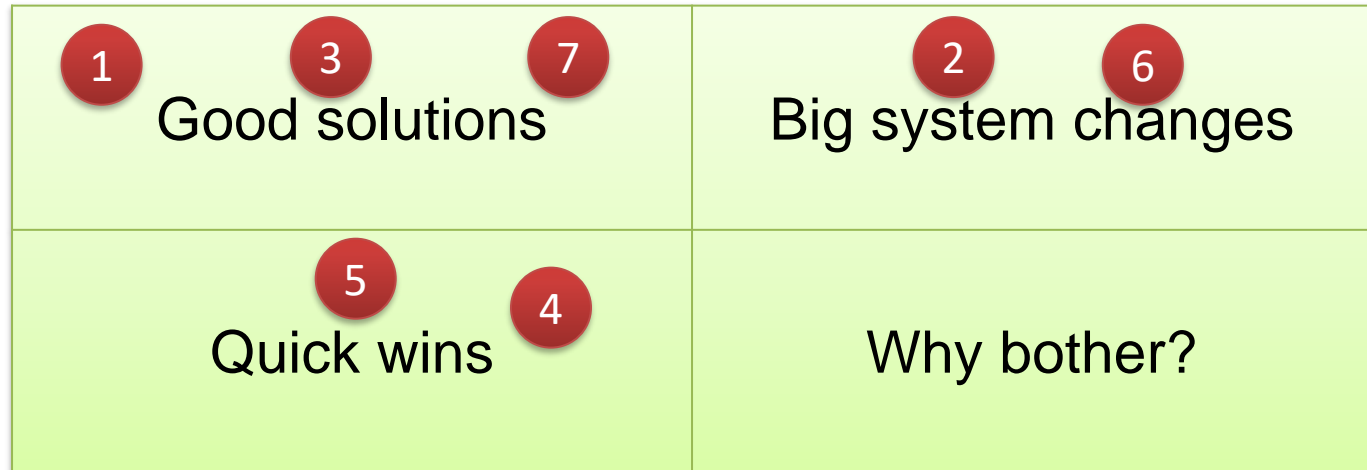 1 3 7
Good solutions
2 6
Big system changes
5 4
Quick wins
Why bother?